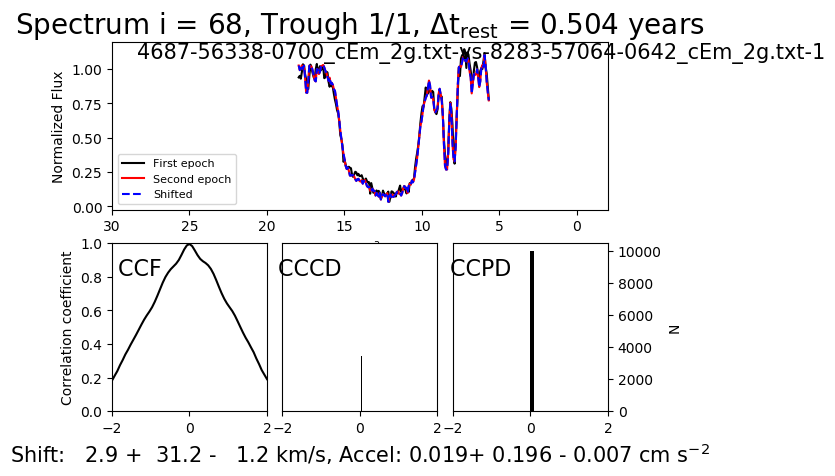 Spectrum i = 68, Trough 1/1, Δt_rest = 0.504 years
4687-56338-0700_cEm_2g.txt-vs-8283-57064-0642_cEm_2g.txt-1
Normalized Flux
1.00
0.75
0.50
0.25
0.00
First epoch
Second epoch
Shifted
30 25 20 15 10 5 0
Correlation coefficient
1.0
0.8
0.6
0.4
0.2
0.0
CCF
CCCD
CCPD
10000
8000
6000
4000
2000
0
N
−2 0 2
−2 0 2
−2 0 2
Shift: 2.9 + 31.2 - 1.2 km/s, Accel: 0.019+ 0.196 - 0.007 cm s⁻²